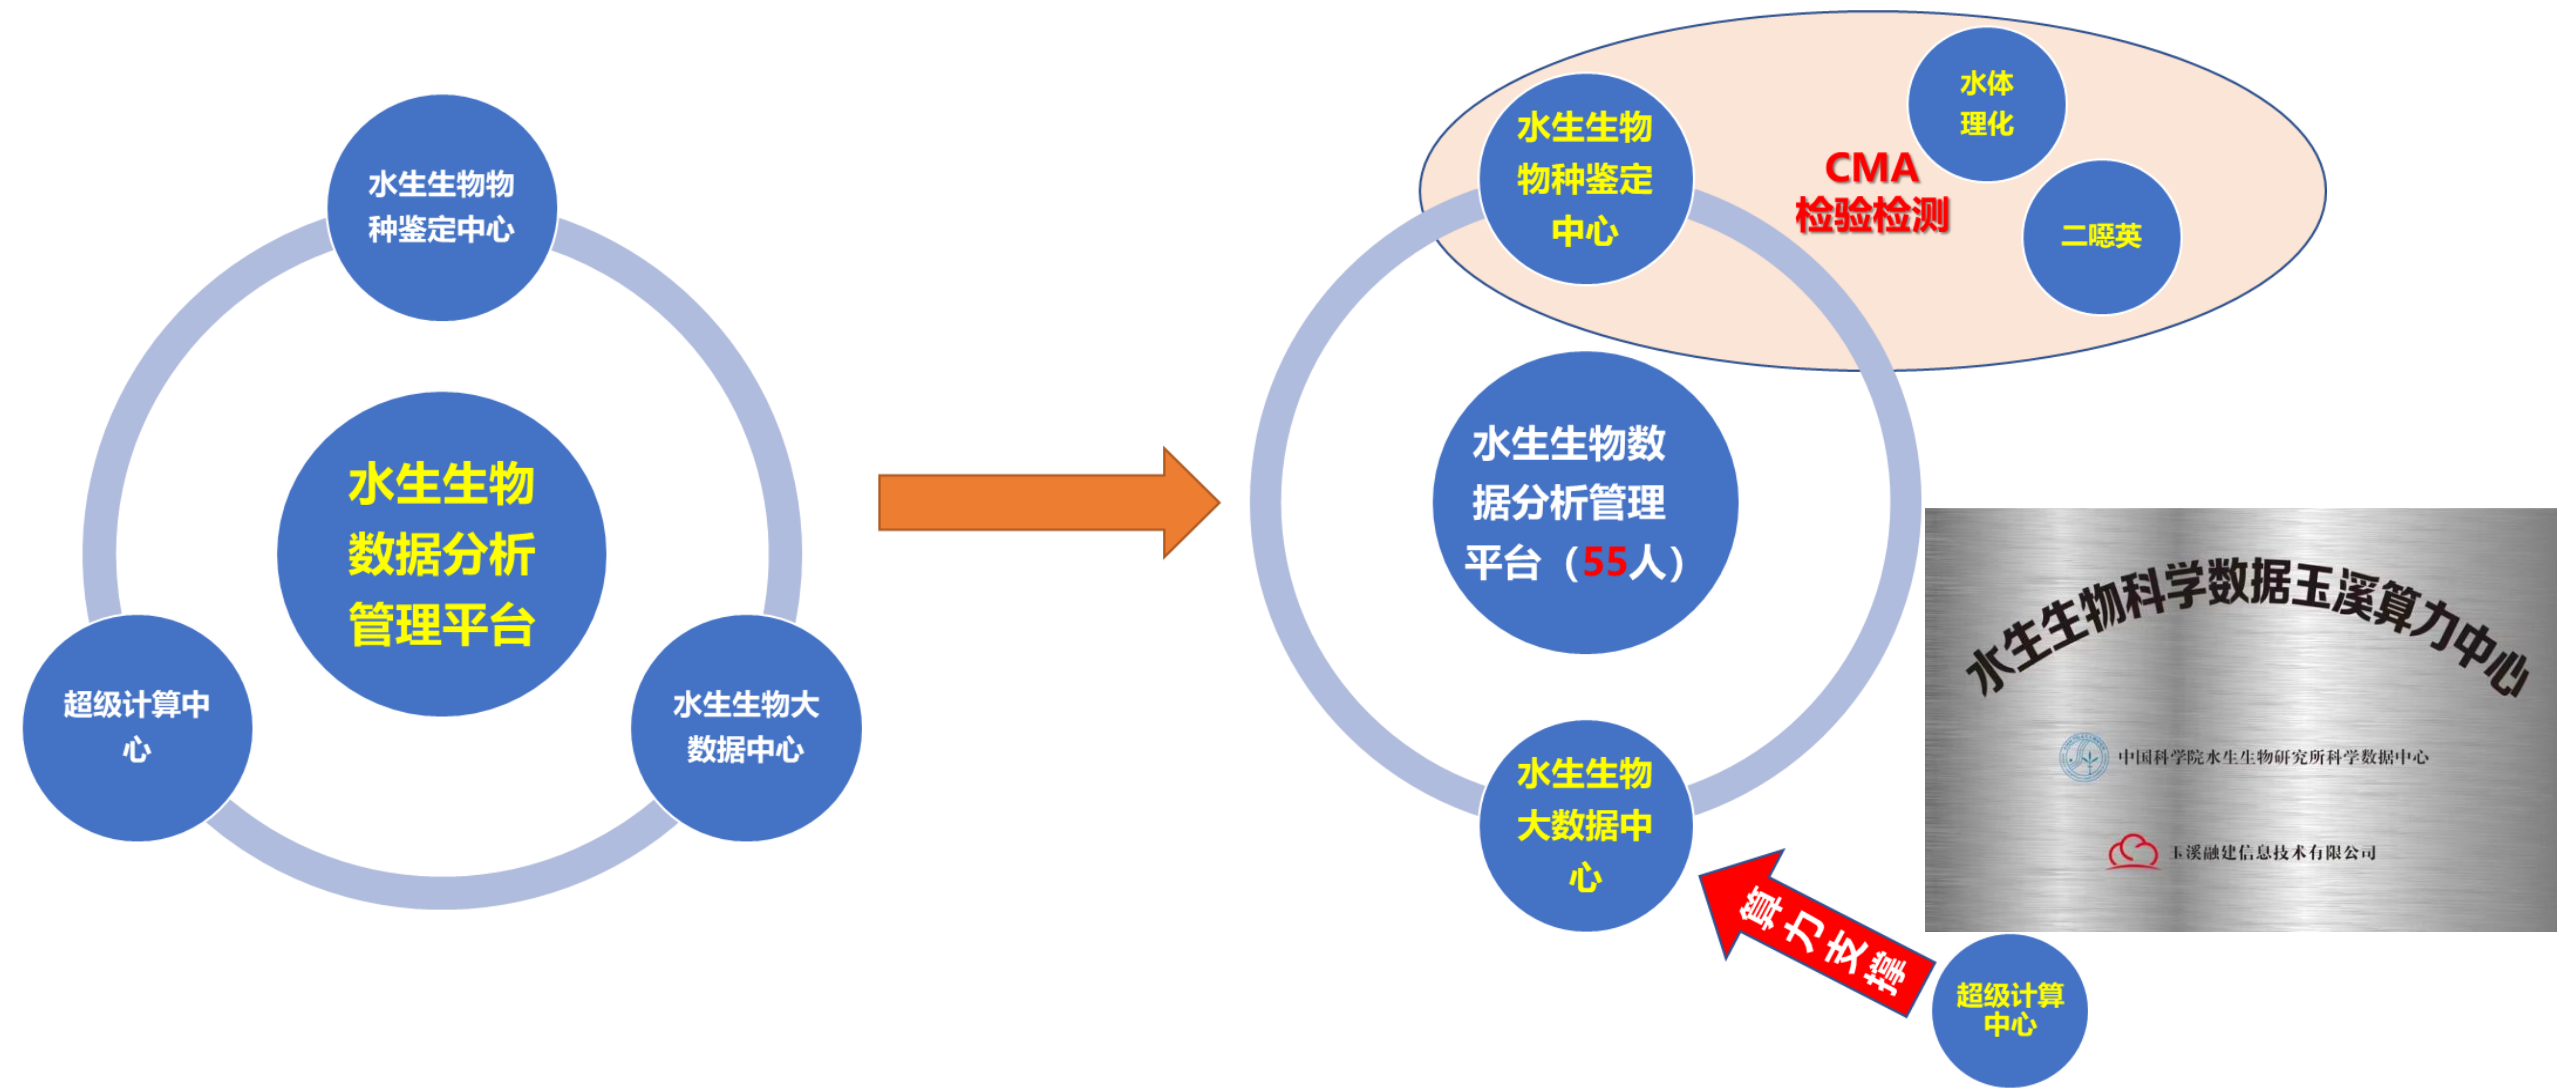 水生生物物
种鉴定中心
水生生物
数据分析
管理平台
超级计算中
心
水生生物大
数据中心
水生生物
物种鉴定
中心
CMA
检验检测
水体
理化
二噁英
水生生物数
据分析管理
平台（55人）
水生生物
大数据中
心
算力支撑
超级计算
中心
水生生物科学数据玉溪算力中心
中国科学院水生生物研究所科学数据中心
玉溪融建信息技术有限公司